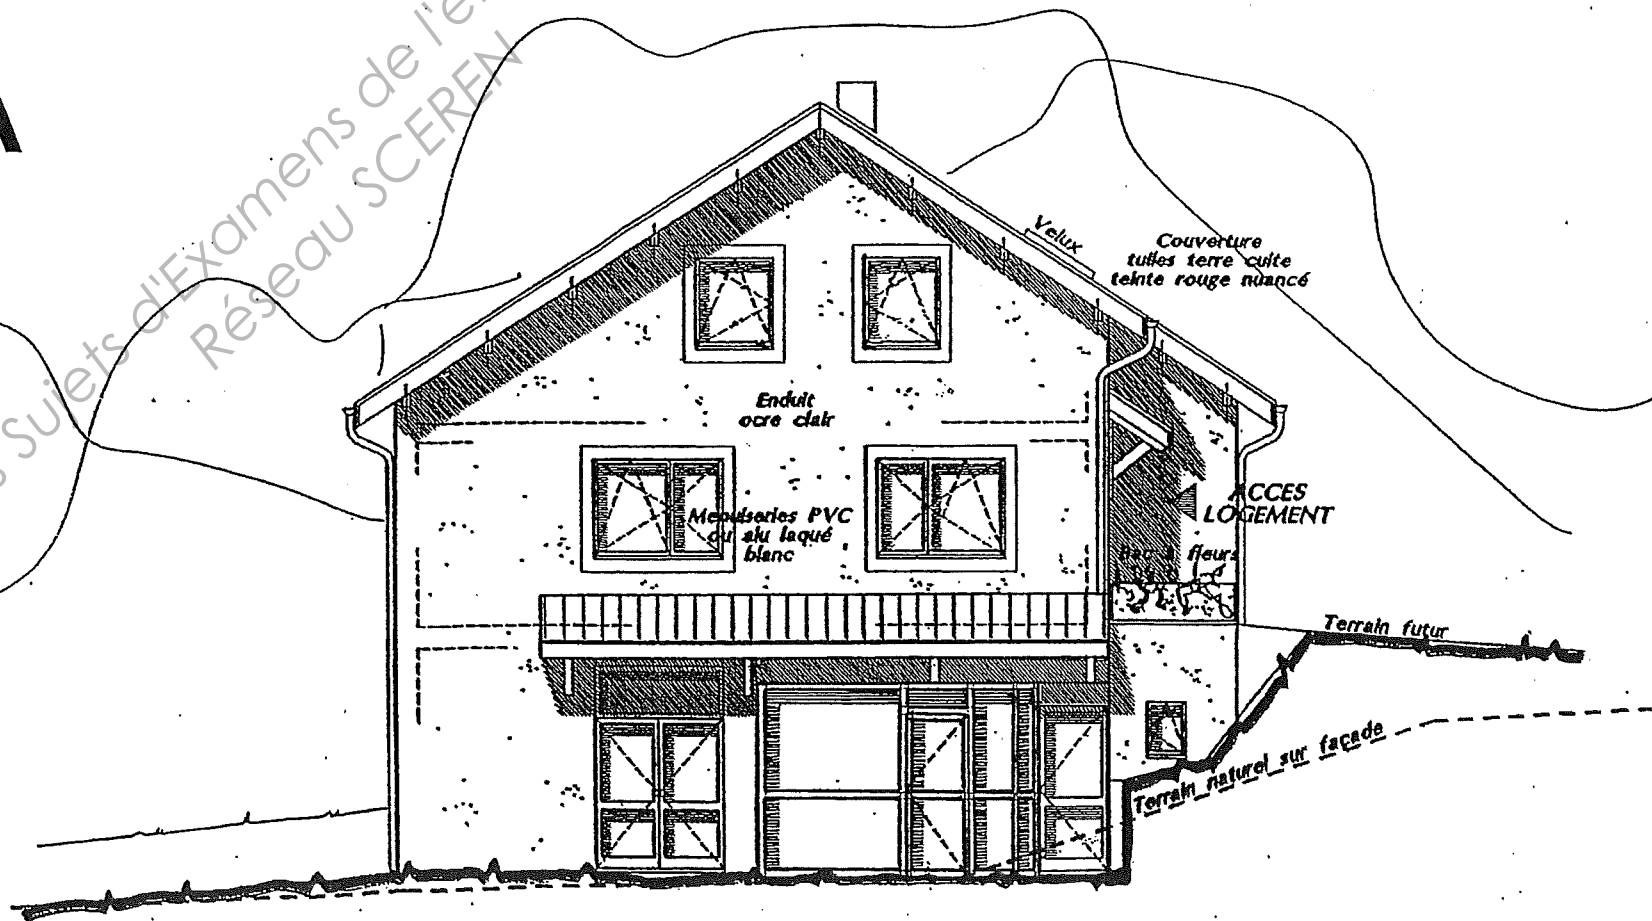 Sujets d'Examens de l'e
Réseau SCEREN
Velux
Couverture
tuiles terre cuite
teinte rouge nuancé
Enduit
ocre clair
Menuiseries PVC
ou alu laqué
blanc
ACCES
LOGEMENT
bac à fleurs
Terrain futur
Terrain naturel sur façade